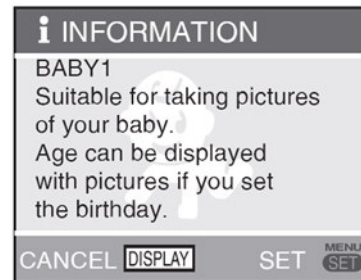 i INFORMATION
BABY1
Suitable for taking pictures
of your baby.
Age can be displayed
with pictures if you set
the birthday.
CANCEL DISPLAY SET MENU SET